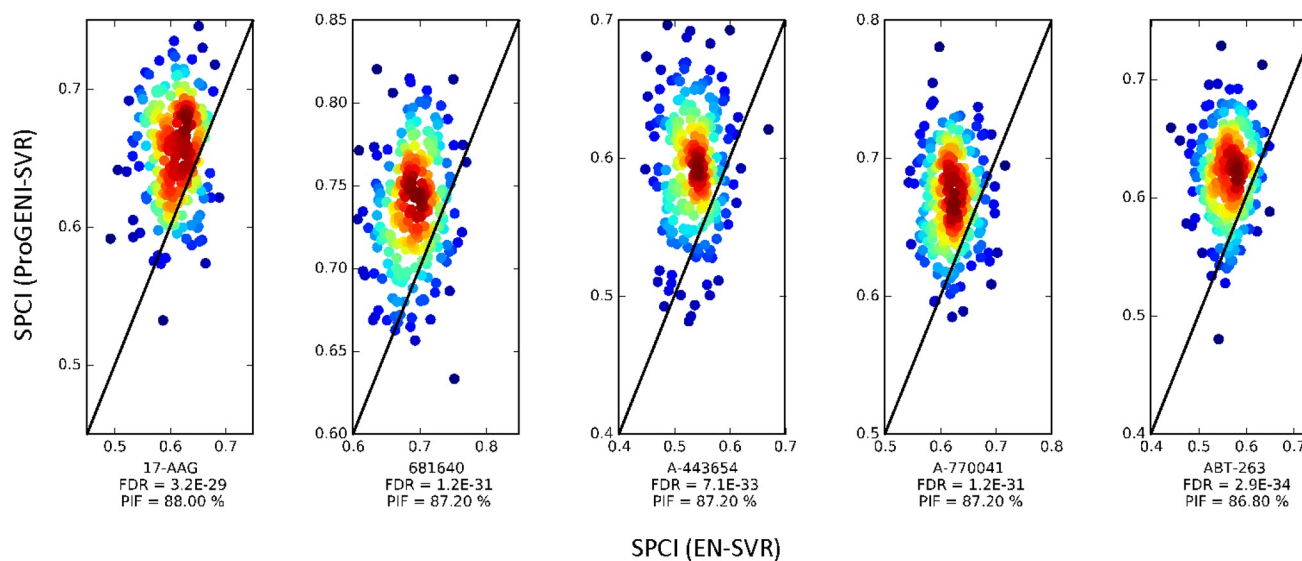 SPCI (ProGENI-SVR)
0.7
0.6
0.5
0.5 0.6 0.7
17-AAG
FDR = 3.2E-29
PIF = 88.00 %
0.85
0.80
0.75
0.70
0.65
0.60
0.6 0.7 0.8
681640
FDR = 1.2E-31
PIF = 87.20 %
0.7
0.6
0.5
0.4
0.4 0.5 0.6 0.7
A-443654
FDR = 7.1E-33
PIF = 87.20 %
0.8
0.7
0.6
0.5
0.5 0.6 0.7 0.8
A-770041
FDR = 1.2E-31
PIF = 87.20 %
0.7
0.6
0.5
0.4
0.4 0.5 0.6 0.7
ABT-263
FDR = 2.9E-34
PIF = 86.80 %
SPCI (EN-SVR)